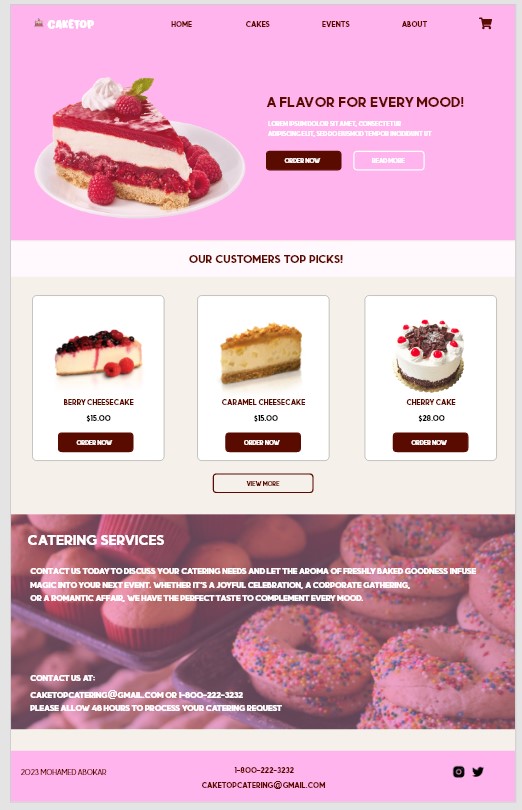 CAKETOP
HOME CAKES EVENTS ABOUT
A FLAVOR FOR EVERY MOOD!
LOREM IPSUM DOLOR SIT AMET, CONSECTETUR
ADIPISCING ELIT, SED DO EIUSMOD TEMPOR INCIDIDUNT UT
ORDER NOW READ MORE
OUR CUSTOMERS TOP PICKS!
BERRY CHEESECAKE
$15.00
ORDER NOW
CARAMEL CHEESECAKE
$15.00
ORDER NOW
CHERRY CAKE
$28.00
ORDER NOW
VIEW MORE
CATERING SERVICES
CONTACT US TODAY TO DISCUSS YOUR CATERING NEEDS AND LET THE AROMA OF FRESHLY BAKED GOODNESS INFUSE
MAGIC INTO YOUR NEXT EVENT. WHETHER IT'S A JOYFUL CELEBRATION, A CORPORATE GATHERING,
OR A ROMANTIC AFFAIR, WE HAVE THE PERFECT TASTE TO COMPLEMENT EVERY MOOD.
CONTACT US AT:
CAKETOPCATERING@GMAIL.COM OR 1-800-222-3232
PLEASE ALLOW 48 HOURS TO PROCESS YOUR CATERING REQUEST
2023 MOHAMED ABOKAR
1-800-222-3232
CAKETOPCATERING@GMAIL.COM